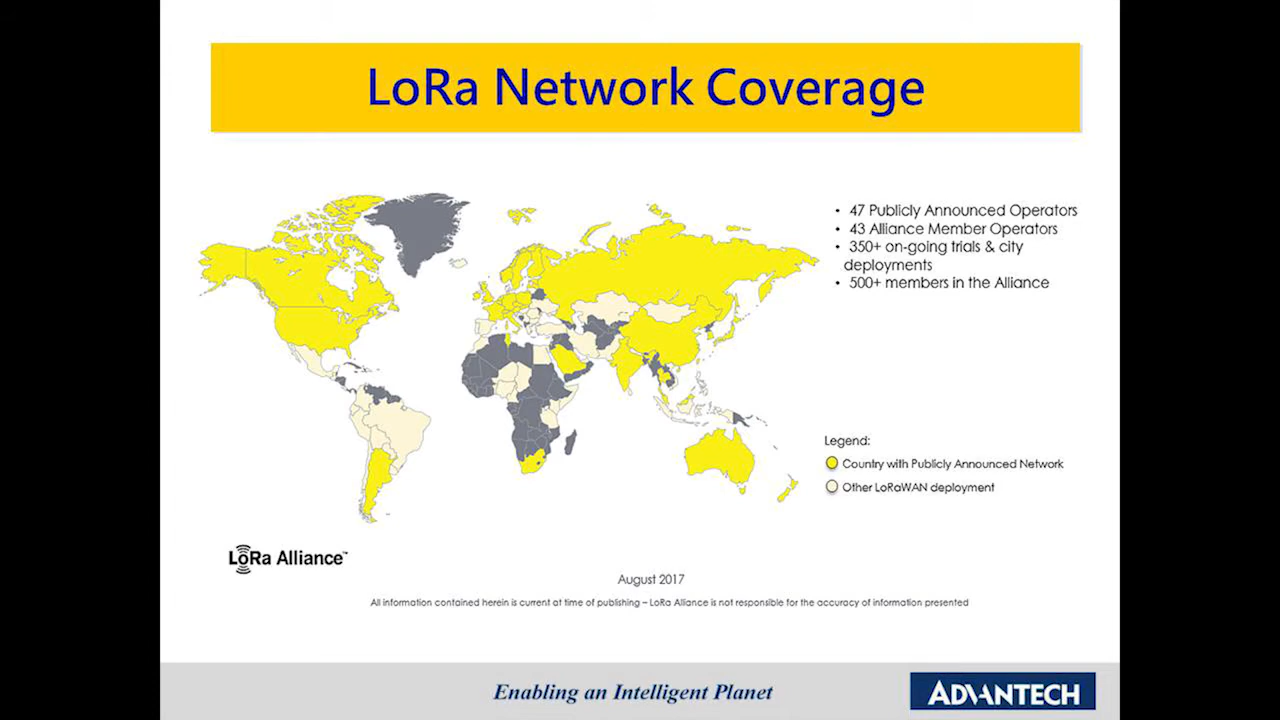 LoRa Network Coverage
• 47 Publicly Announced Operators
• 43 Alliance Member Operators
• 350+ on-going trials & city
deployments
• 500+ members in the Alliance
Legend:
Country with Publicly Announced Network
Other LoRaWAN deployment
LoRa Alliance™
August 2017
All information contained herein is current at time of publishing – LoRa Alliance is not responsible for the accuracy of information presented
Enabling an Intelligent Planet
ADVANTECH